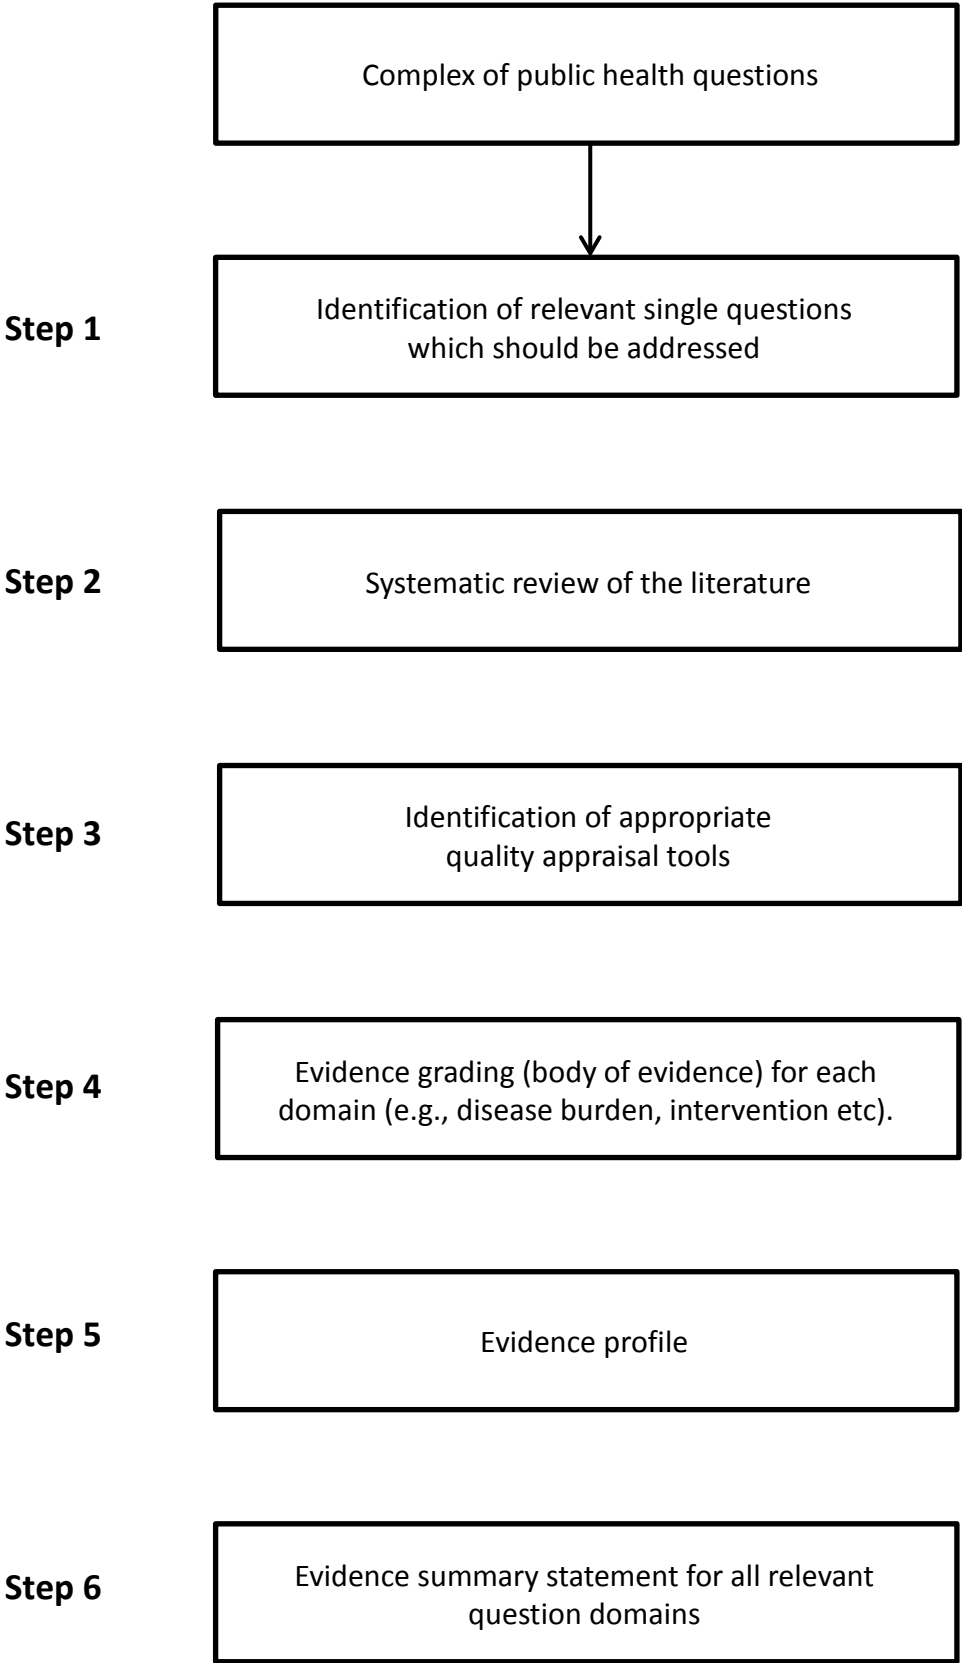 Complex of public health questions
Step 1
Identification of relevant single questions
which should be addressed
Step 2
Systematic review of the literature
Step 3
Identification of appropriate
quality appraisal tools
Step 4
Evidence grading (body of evidence) for each
domain (e.g., disease burden, intervention etc).
Step 5
Evidence profile
Step 6
Evidence summary statement for all relevant
question domains